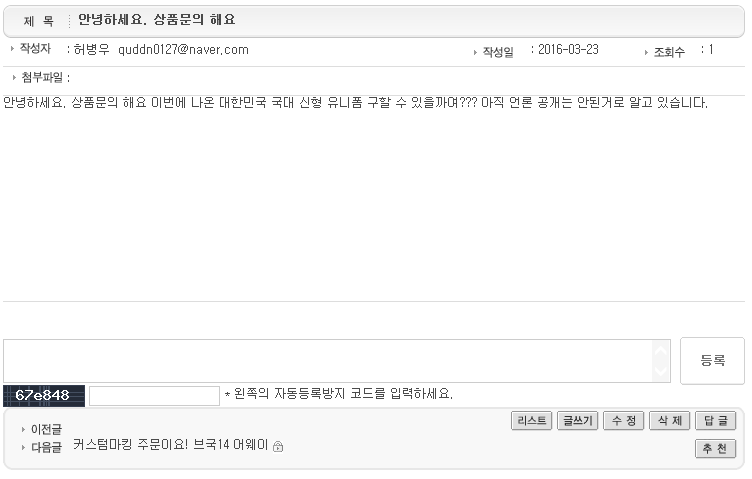 제 목 안녕하세요. 상품문의 해요
작성자 : 허병우 quddn0127@naver.com 작성일 : 2016-03-23 조회수 : 1
첨부파일 :
안녕하세요. 상품문의 해요 이번에 나온 대한민국 국대 신형 유니폼 구할 수 있을까여??? 아직 언론 공개는 안된거로 알고 있습니다.
등록
67e848 * 왼쪽의 자동등록방지 코드를 입력하세요.
리스트 글쓰기 수 정 삭 제 답 글
이전글
다음글 커스텀마킹 주문이요! 브국14 어웨이
추 천